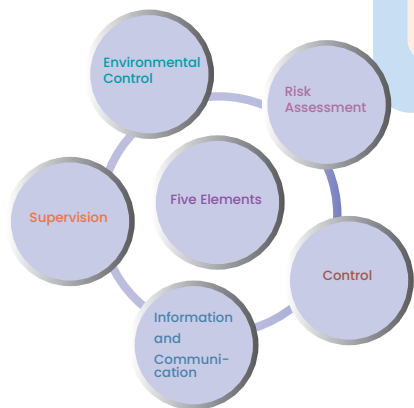 Environmental
Control
Risk
Assessment
Five Elements
Supervision
Control
Information
and
Communi-
cation